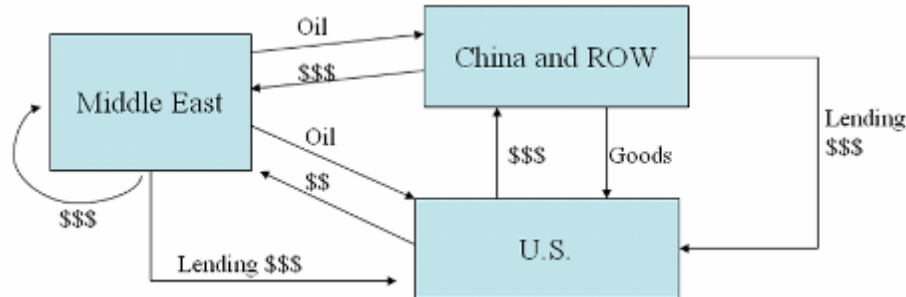 Oil
China and ROW
$$$
Middle East
Oil
Lending
$$$
$$$
Goods
$$
$$$
U.S.
Lending $$$